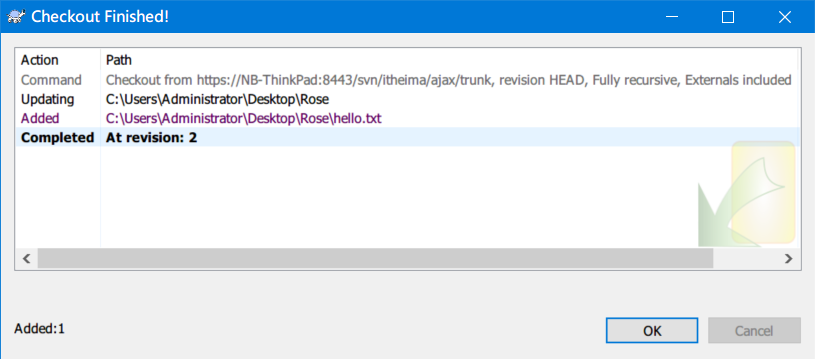 Checkout Finished!
Action Path
Command Checkout from https://NB-ThinkPad:8443/svn/itheima/ajax/trunk, revision HEAD, Fully recursive, Externals included
Updating C:\Users\Administrator\Desktop\Rose
Added C:\Users\Administrator\Desktop\Rose\hello.txt
Completed At revision: 2
Added:1
OK Cancel